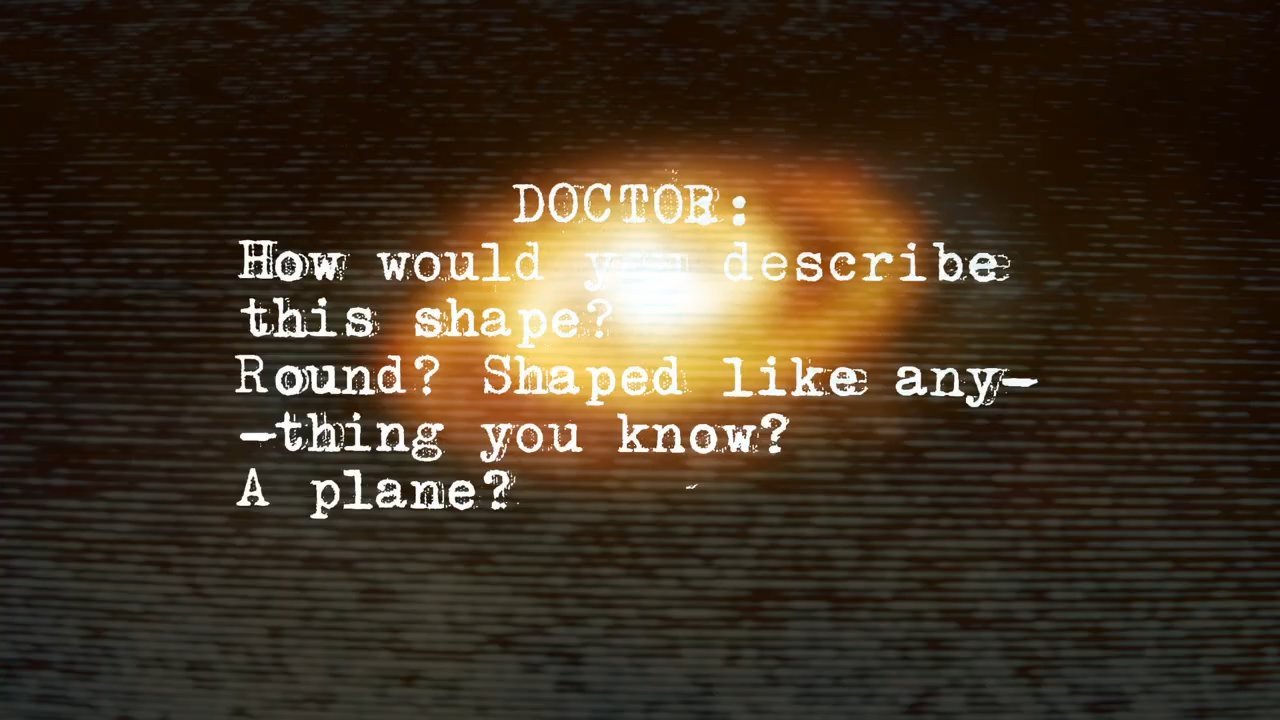 DOCTOR:
How would you describe
this shape?
Round? Shaped like any-
-thing you know?
A plane?